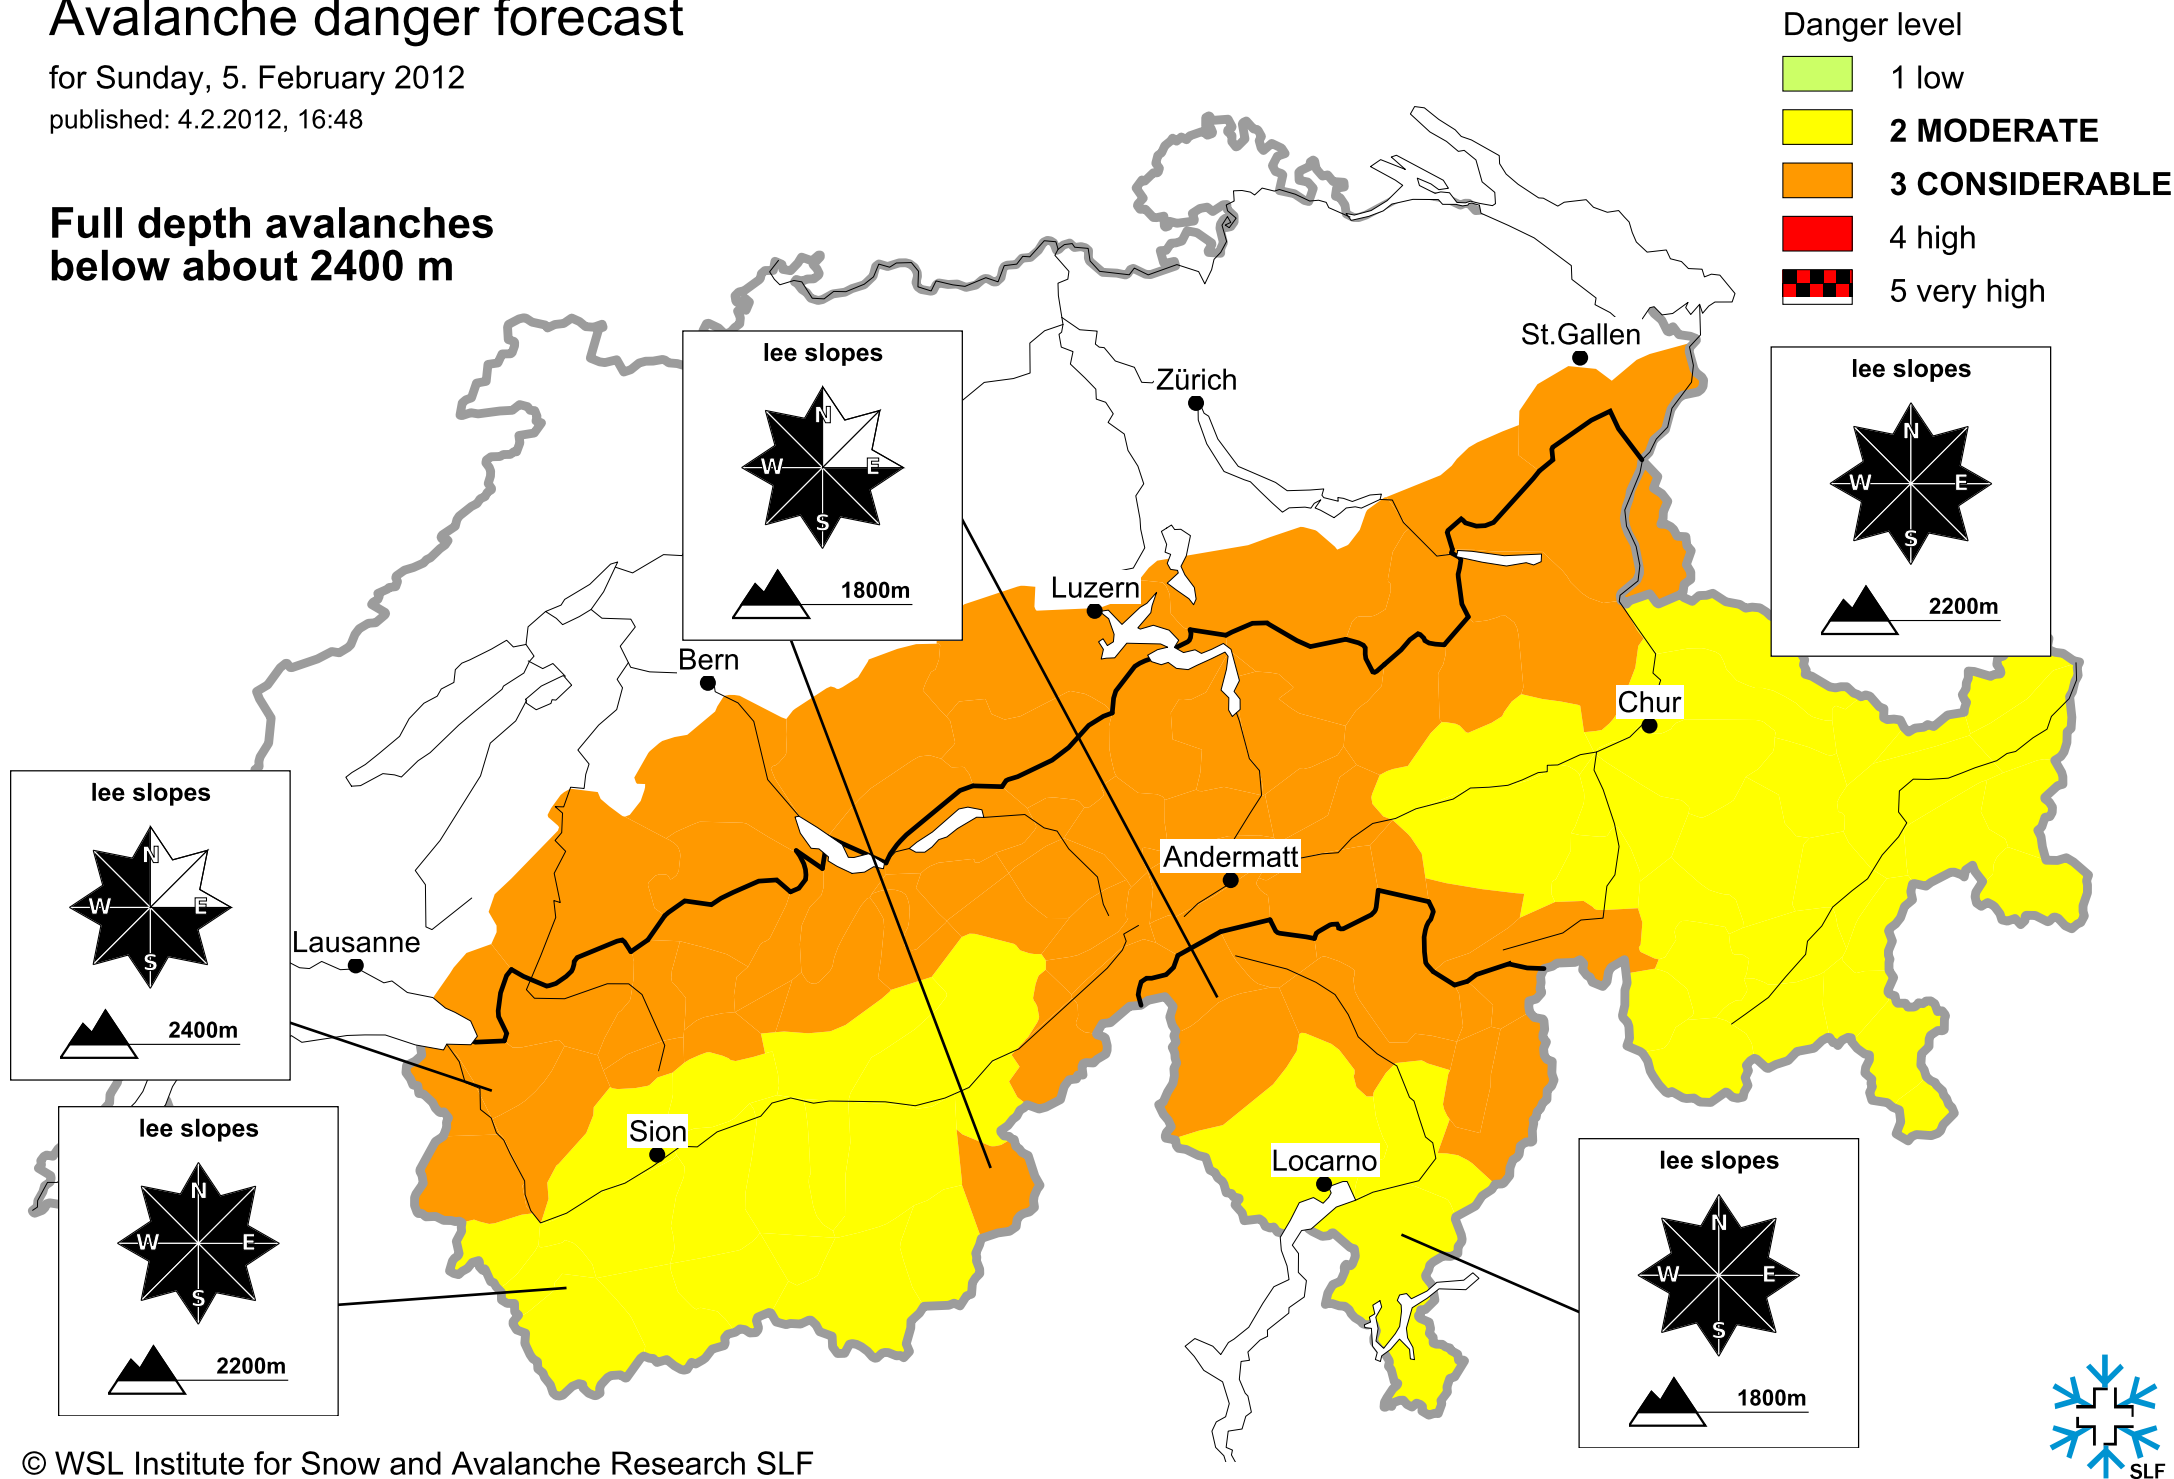 Avalanche danger forecast
for Sunday, 5. February 2012
published: 4.2.2012, 16:48
Full depth avalanches
below about 2400 m
Danger level
1 low
2 MODERATE
3 CONSIDERABLE
4 high
5 very high
lee slopes
N
W
E
S
1800m
St.Gallen
Zürich
lee slopes
N
W
E
S
2200m
Luzern
Bern
Chur
Andermatt
lee slopes
N
W
E
S
2400m
Lausanne
lee slopes
N
W
E
S
2200m
Sion
Locarno
lee slopes
N
W
E
S
1800m
© WSL Institute for Snow and Avalanche Research SLF
SLF